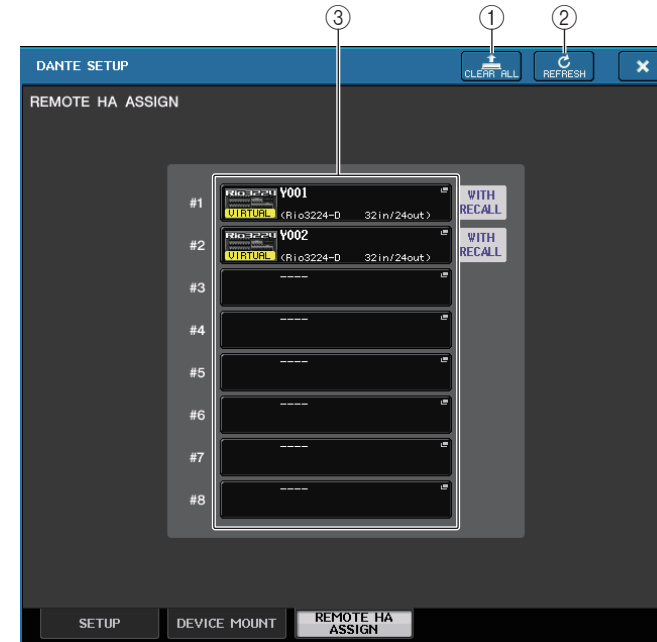 ③ ① ②
DANTE SETUP
CLEAR ALL
REFRESH
REMOTE HA ASSIGN
#1
Rio3224
VIRTUAL
Y001
(Rio3224-D 32in/24out)
WITH
RECALL
#2
Rio3224
VIRTUAL
Y002
(Rio3224-D 32in/24out)
WITH
RECALL
#3 ----
#4 ----
#5 ----
#6 ----
#7 ----
#8 ----
SETUP
DEVICE MOUNT
REMOTE HA
ASSIGN